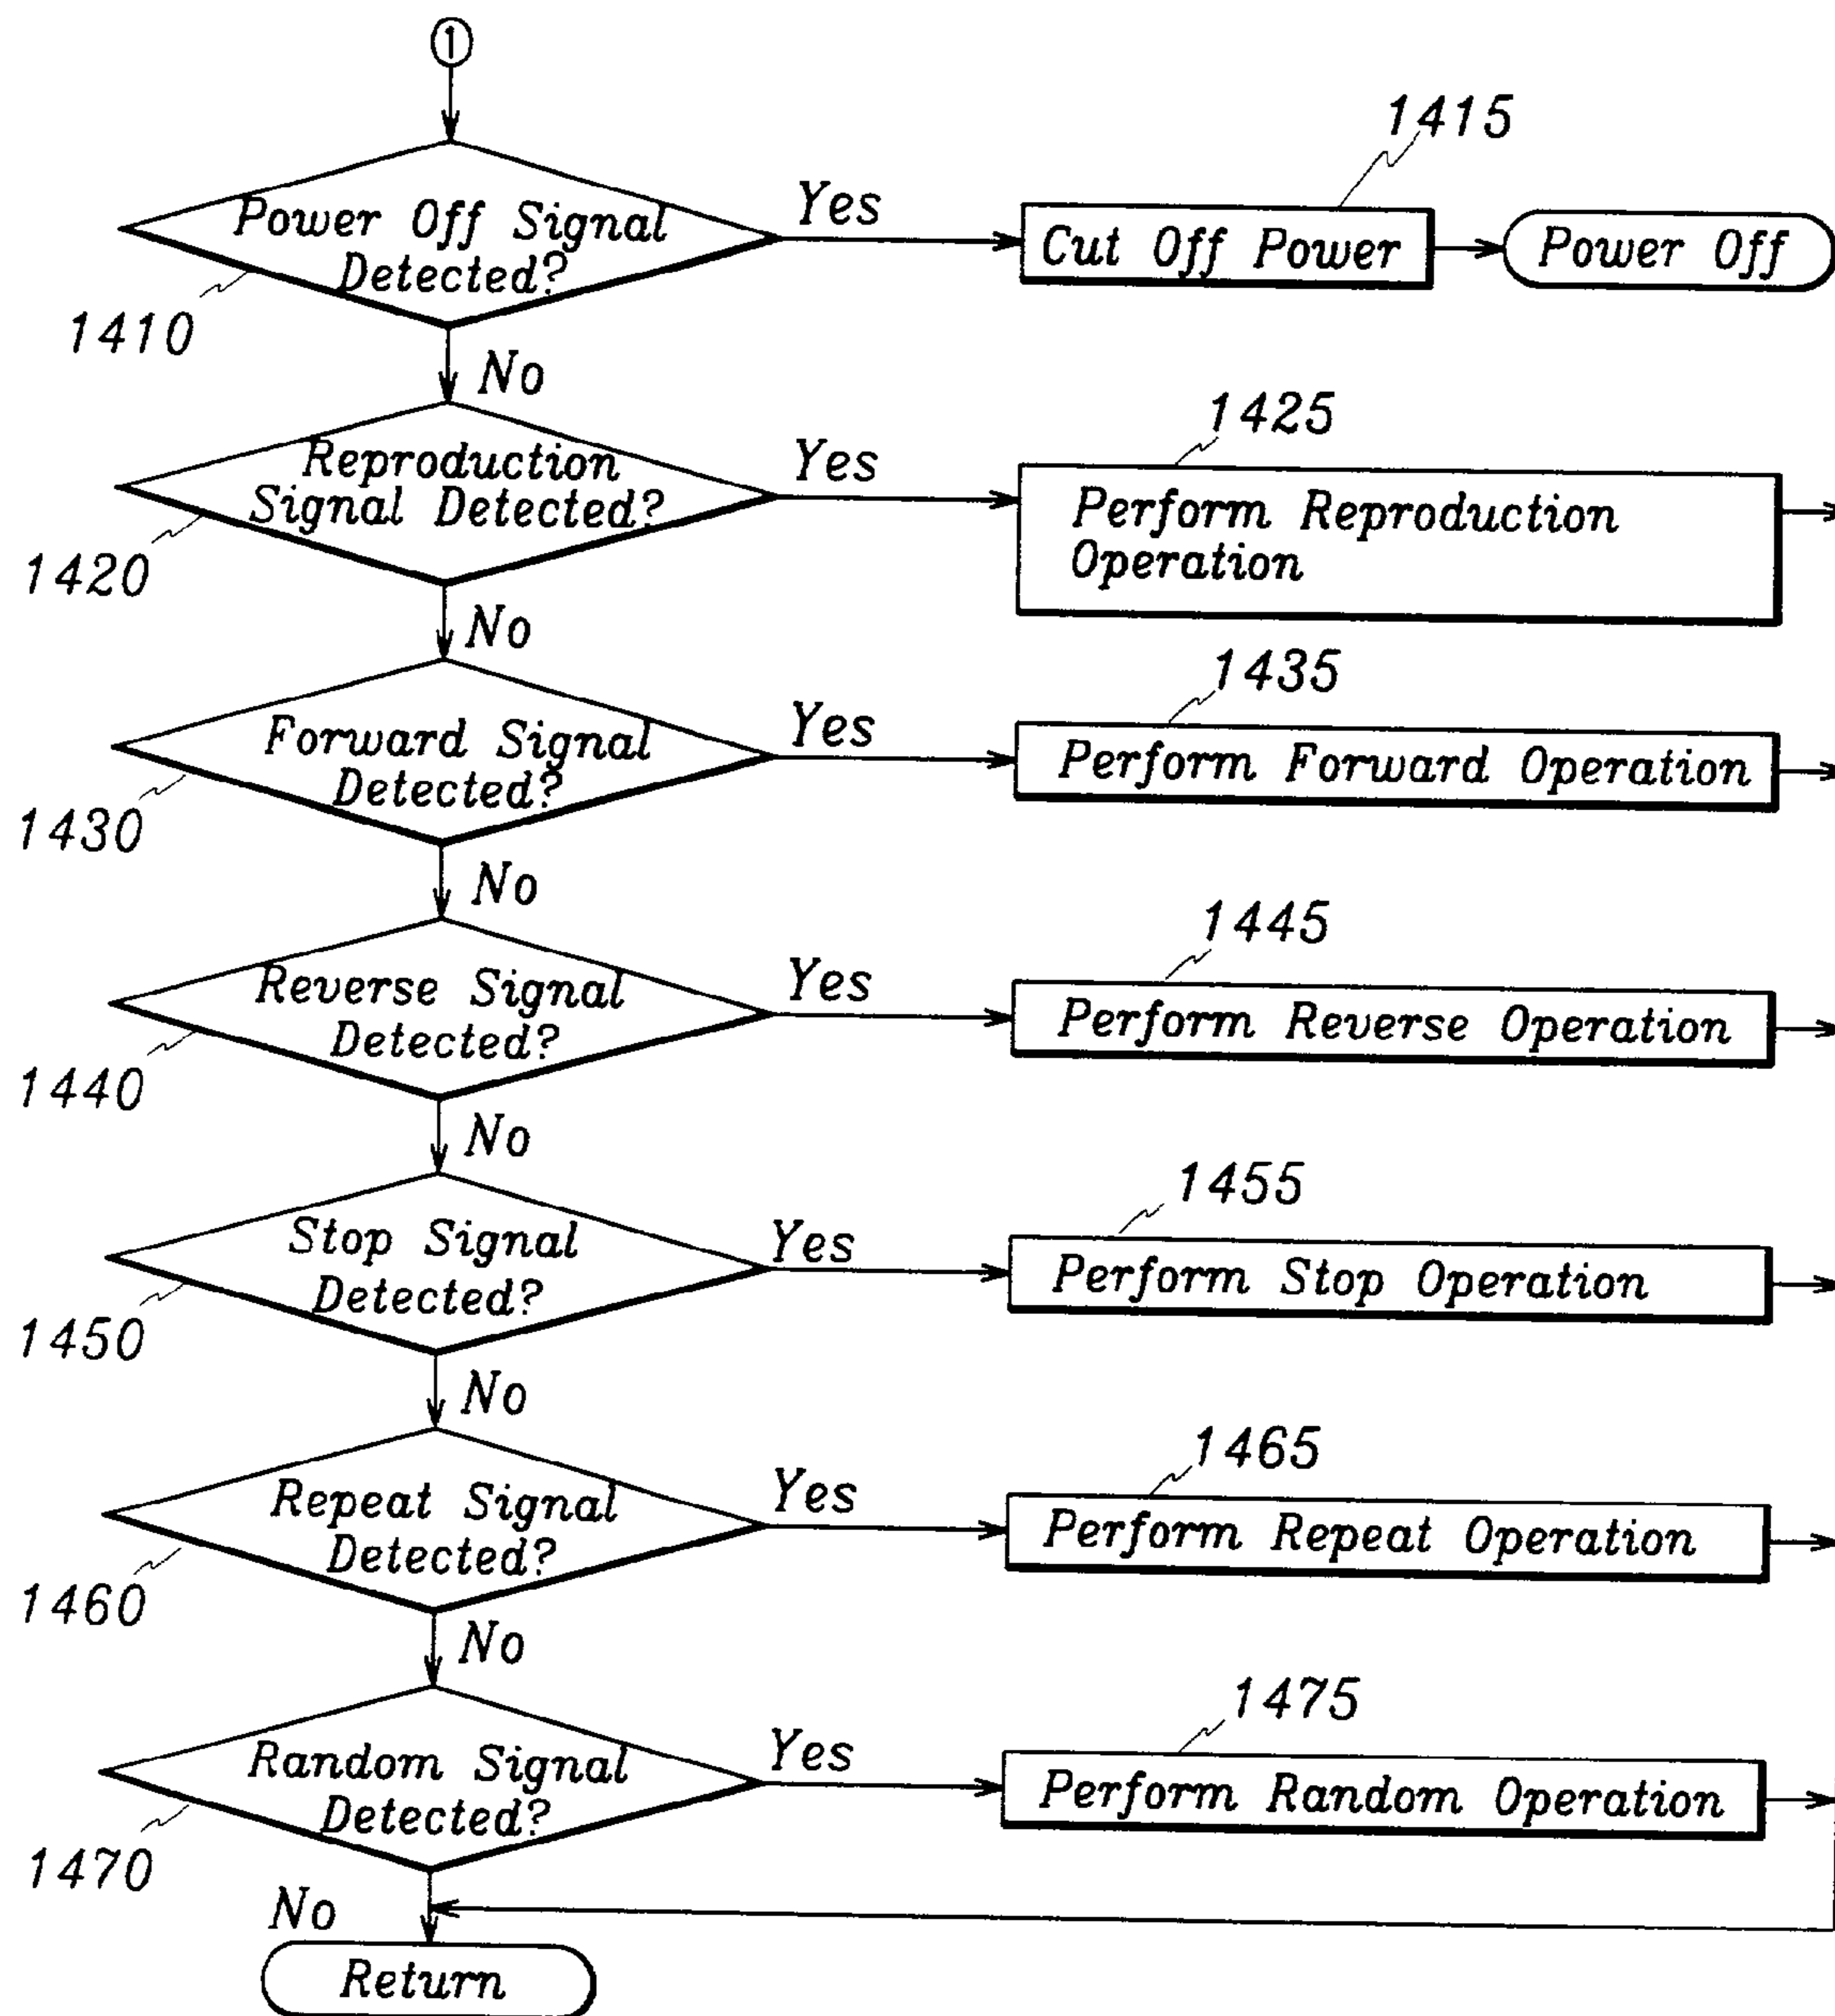 1
1415
Power Off Signal
Detected?
Yes
Cut Off Power
Power Off
1410
No
1425
Reproduction
Signal Detected?
Yes
Perform Reproduction
Operation
1420
No
1435
Forward Signal
Detected?
Yes
Perform Forward Operation
1430
No
1445
Reverse Signal
Detected?
Yes
Perform Reverse Operation
1440
No
1455
Stop Signal
Detected?
Yes
Perform Stop Operation
1450
No
1465
Repeat Signal
Detected?
Yes
Perform Repeat Operation
1460
No
1475
Random Signal
Detected?
Yes
Perform Random Operation
1470
No
Return